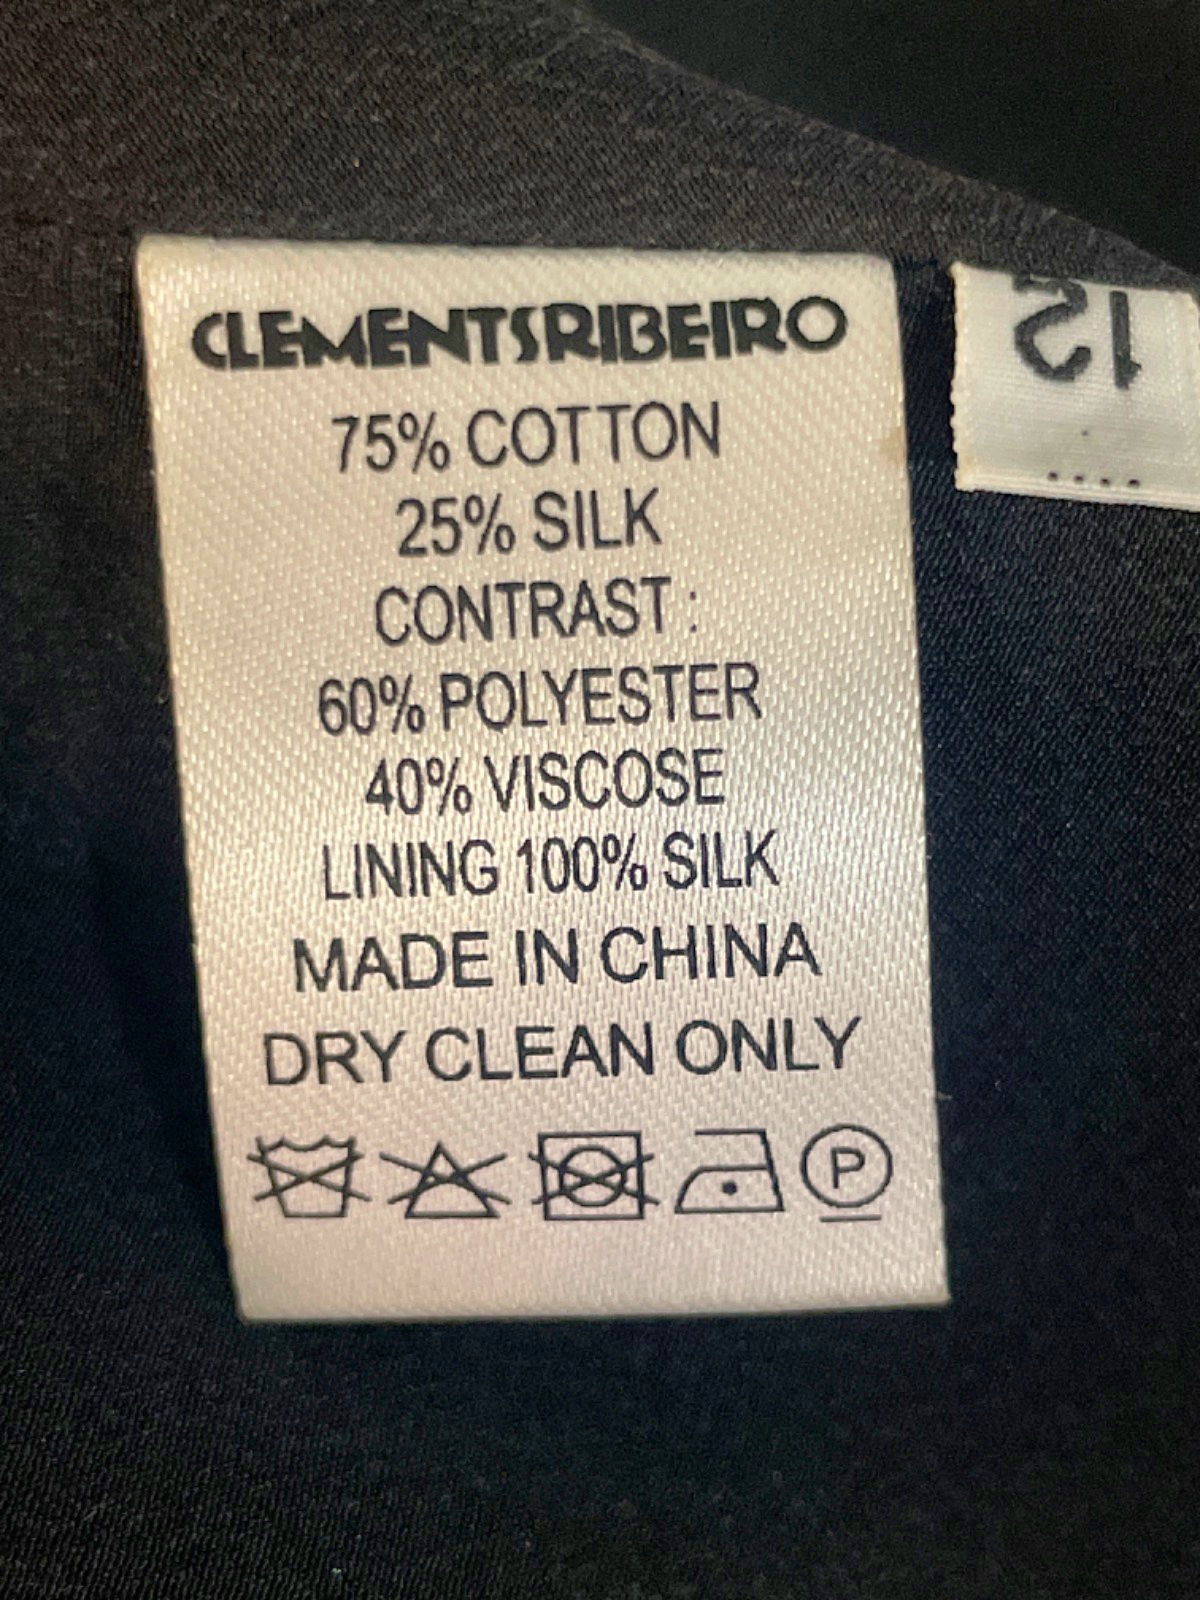 CLEMENTSRIBEIRO
75% COTTON
25% SILK
CONTRAST :
60% POLYESTER
40% VISCOSE
LINING 100% SILK
MADE IN CHINA
DRY CLEAN ONLY
P
12